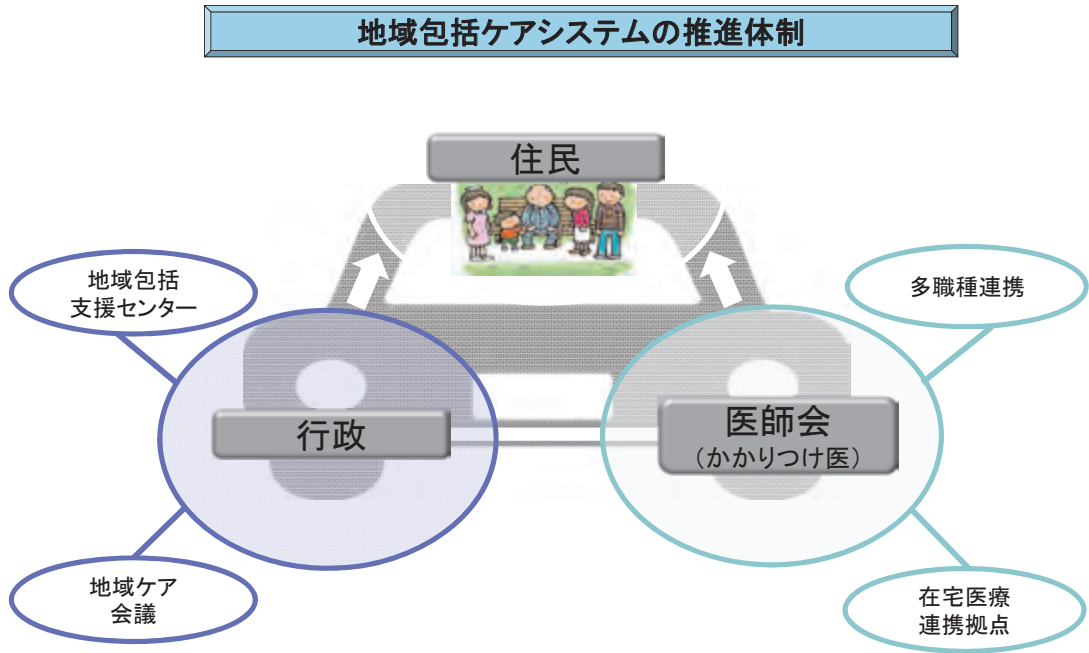 地域包括ケアシステムの推進体制
住民
地域包括
支援センター
多職種連携
行政
医師会
（かかりつけ医）
地域ケア
会議
在宅医療
連携拠点